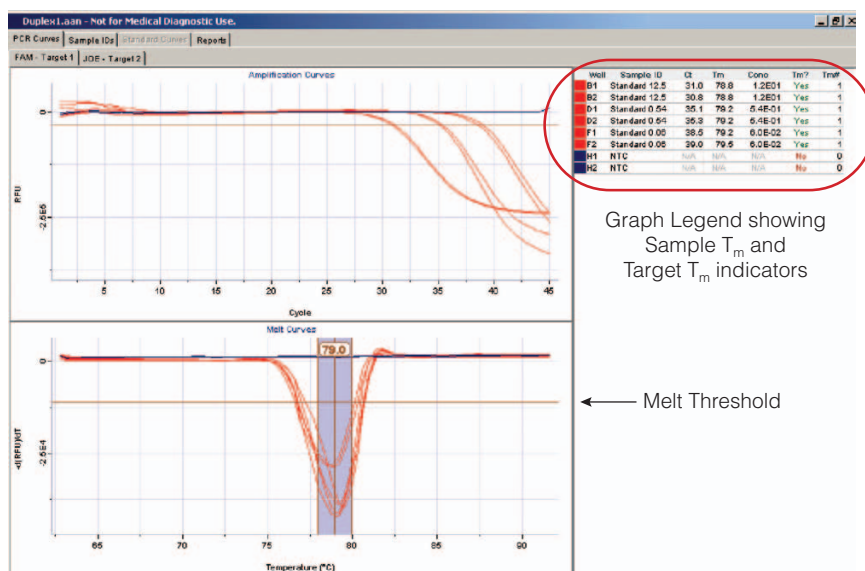 Duplex1.aan - Not for Medical Diagnostic Use.
PCR Curves Sample IDs Standard Curves Reports
FAM - Target 1 JOE - Target 2
Amplification Curves
RFU
0
-2.5E5
5 10 15 20 25 30 35 40 45
Cycle
Well Sample ID Ct Tm Conc Tm? Tm#
B1 Standard 12.5 31.0 78.8 1.2E01 Yes 1
B2 Standard 12.5 30.8 78.8 1.2E01 Yes 1
D1 Standard 0.54 35.1 79.2 5.4E-01 Yes 1
D2 Standard 0.54 35.3 79.2 5.4E-01 Yes 1
F1 Standard 0.06 38.5 79.2 6.0E-02 Yes 1
F2 Standard 0.06 39.0 79.5 6.0E-02 Yes 1
H1 NTC N/A N/A N/A No 0
H2 NTC N/A N/A N/A No 0
Graph Legend showing
Sample Tm and
Target Tm indicators
Melt Curves
79.0
-d(RFU)/dT
0
-2.5E4
65 70 75 80 85 90
Temperature (°C)
Melt Threshold